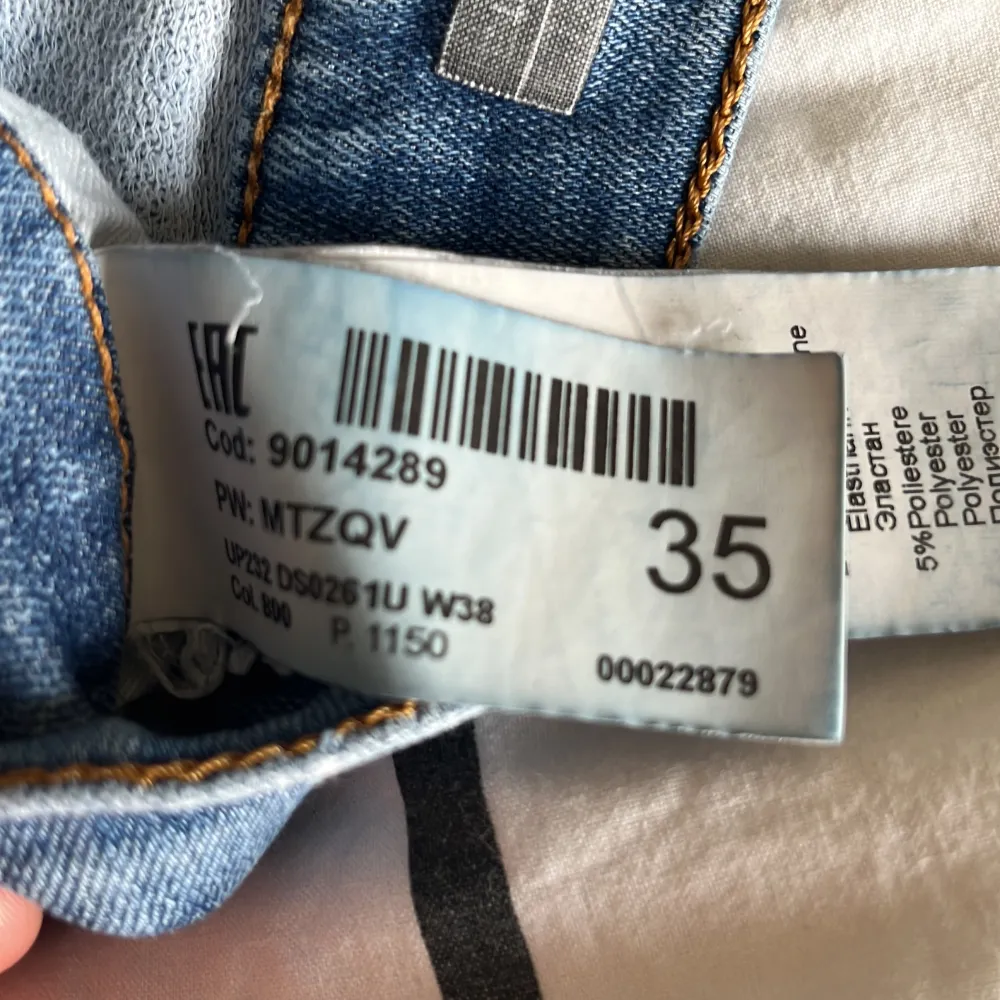 EAC
Cod: 9014289
PW: MTZQV
35
UP232 DS0261U W38
Col. 800
P. 1150
00022879
Эластан
5%Poliestere
Polyester
Polyester
Полиэстер